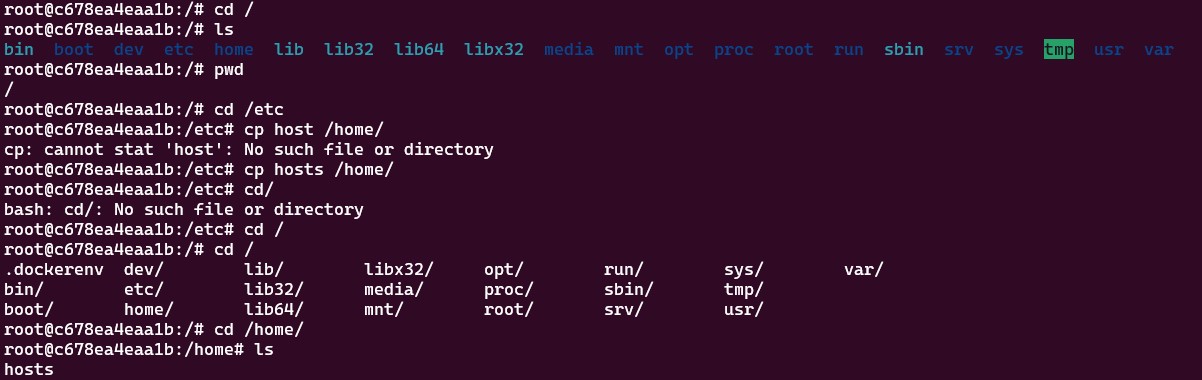 root@c678ea4eaa1b:/# cd /
root@c678ea4eaa1b:/# ls
bin  boot  dev  etc  home  lib  lib32  lib64  libx32  media  mnt  opt  proc  root  run  sbin  srv  sys  tmp  usr  var
root@c678ea4eaa1b:/# pwd
/
root@c678ea4eaa1b:/# cd /etc
root@c678ea4eaa1b:/etc# cp host /home/
cp: cannot stat 'host': No such file or directory
root@c678ea4eaa1b:/etc# cp hosts /home/
root@c678ea4eaa1b:/etc# cd/
bash: cd/: No such file or directory
root@c678ea4eaa1b:/etc# cd /
root@c678ea4eaa1b:/# cd /
.dockerenv  dev/        lib/        libx32/     opt/        run/        sys/        var/
bin/        etc/        lib32/      media/      proc/       sbin/       tmp/
boot/       home/       lib64/      mnt/        root/       srv/        usr/
root@c678ea4eaa1b:/# cd /home/
root@c678ea4eaa1b:/home# ls
hosts